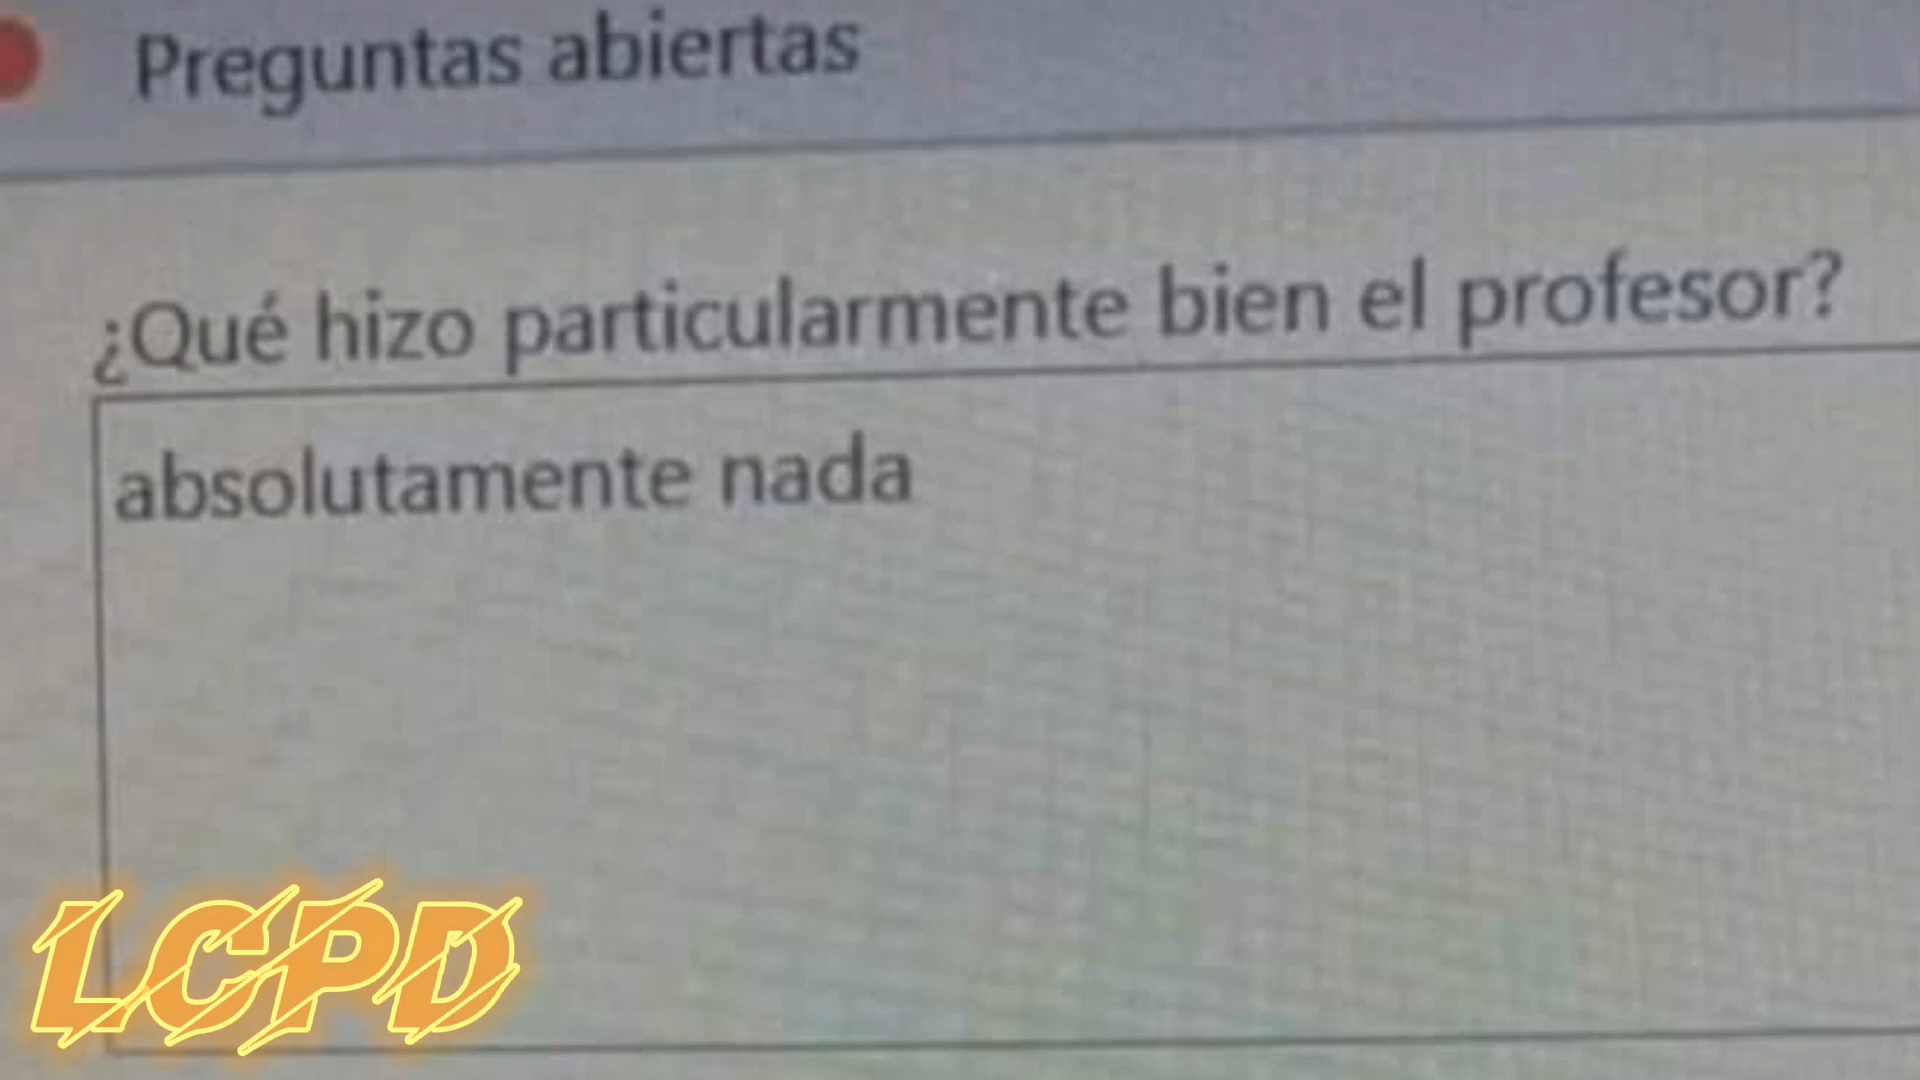 Preguntas abiertas
¿Qué hizo particularmente bien el profesor?
absolutamente nada
LCPD